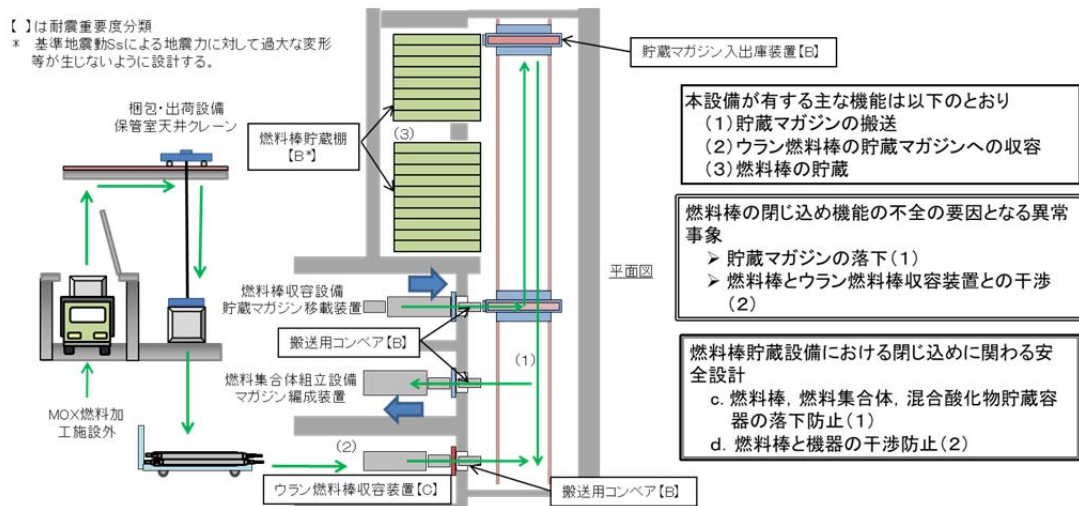 【 】は耐震重要度分類
* 基準地震動Ssによる地震力に対して過大な変形
等が生じないように設計する。
梱包・出荷設備
保管室天井クレーン
燃料棒貯蔵棚
【B*】
(3)
貯蔵マガジン入出庫装置【B】
本設備が有する主な機能は以下のとおり
(1)貯蔵マガジンの搬送
(2)ウラン燃料棒の貯蔵マガジンへの収容
(3)燃料棒の貯蔵
燃料棒の閉じ込め機能の不全の要因となる異常
事象
➢ 貯蔵マガジンの落下(1)
➢ 燃料棒とウラン燃料棒収容装置との干渉
(2)
平面図
燃料棒収容設備
貯蔵マガジン移載装置
搬送用コンベア【B】
(1)
燃料集合体組立設備
マガジン編成装置
燃料棒貯蔵設備における閉じ込めに関わる安
全設計
c. 燃料棒，燃料集合体，混合酸化物貯蔵容
器の落下防止(1)
d. 燃料棒と機器の干渉防止(2)
MOX燃料加
工施設外
(2)
ウラン燃料棒収容装置【C】
搬送用コンベア【B】